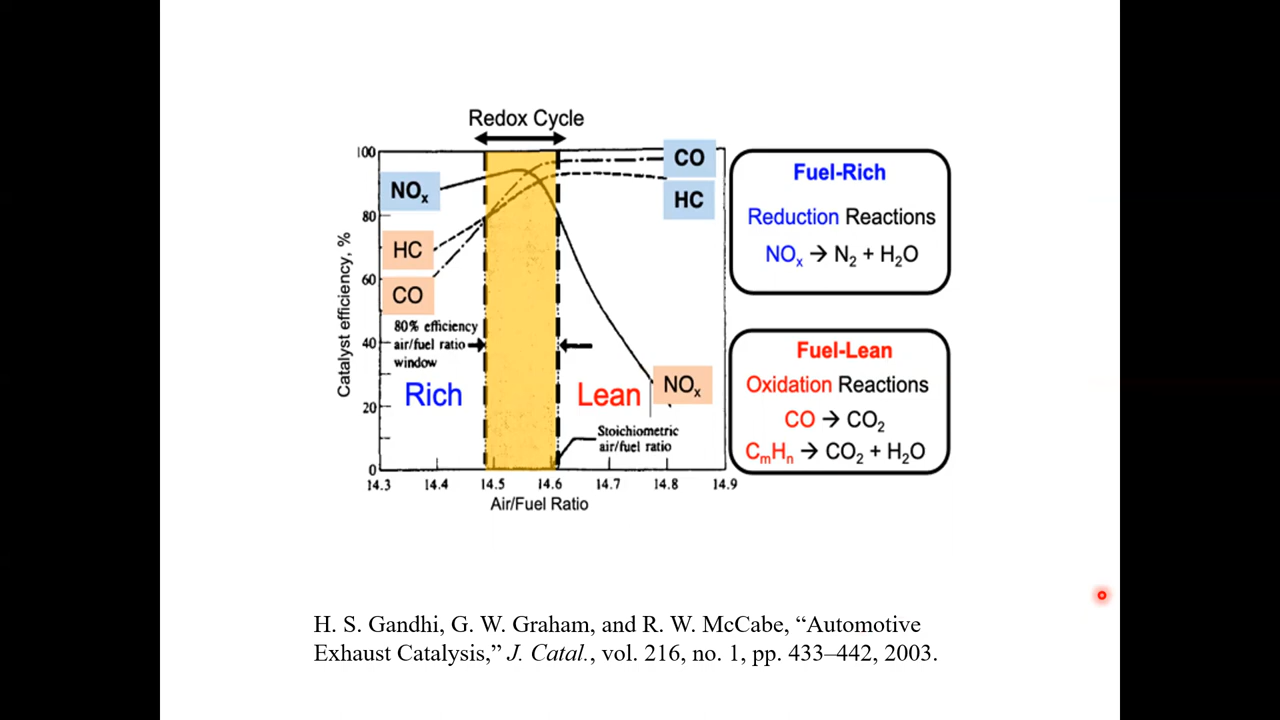 Redox Cycle
100
80
60
40
20
0
Catalyst efficiency, %
NOx
HC
CO
80% efficiency
air/fuel ratio
window
Rich
CO
HC
Lean
NOx
Stoichiometric
air/fuel ratio
14.3 14.4 14.5 14.6 14.7 14.8 14.9
Air/Fuel Ratio
Fuel-Rich
Reduction Reactions
NOx → N2 + H2O
Fuel-Lean
Oxidation Reactions
CO → CO2
CmHn → CO2 + H2O
H. S. Gandhi, G. W. Graham, and R. W. McCabe, “Automotive
Exhaust Catalysis,” J. Catal., vol. 216, no. 1, pp. 433–442, 2003.